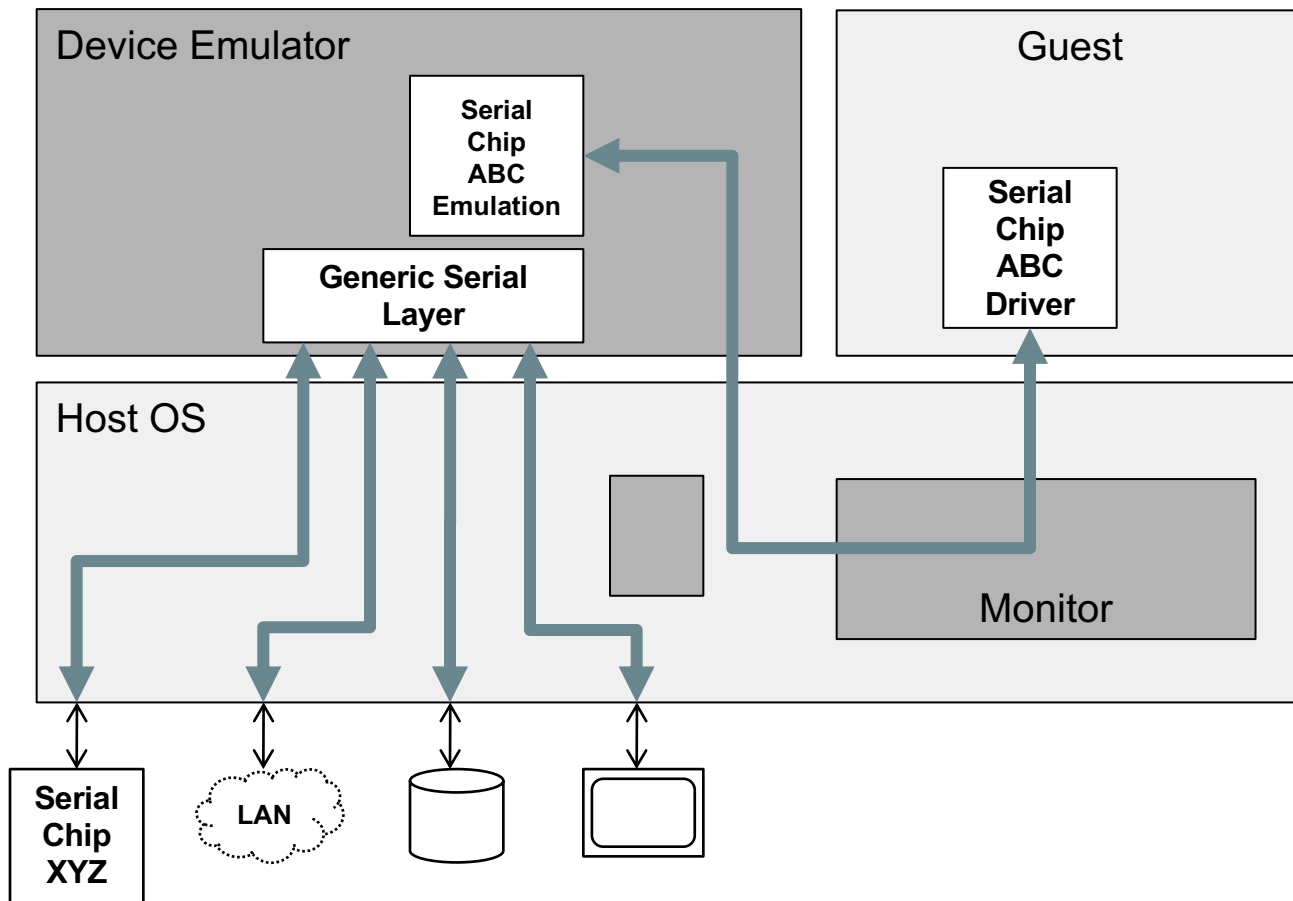 Device Emulator
Guest
Serial
Chip
ABC
Emulation
Serial
Chip
ABC
Driver
Generic Serial
Layer
Host OS
Monitor
Serial
Chip
XYZ
LAN